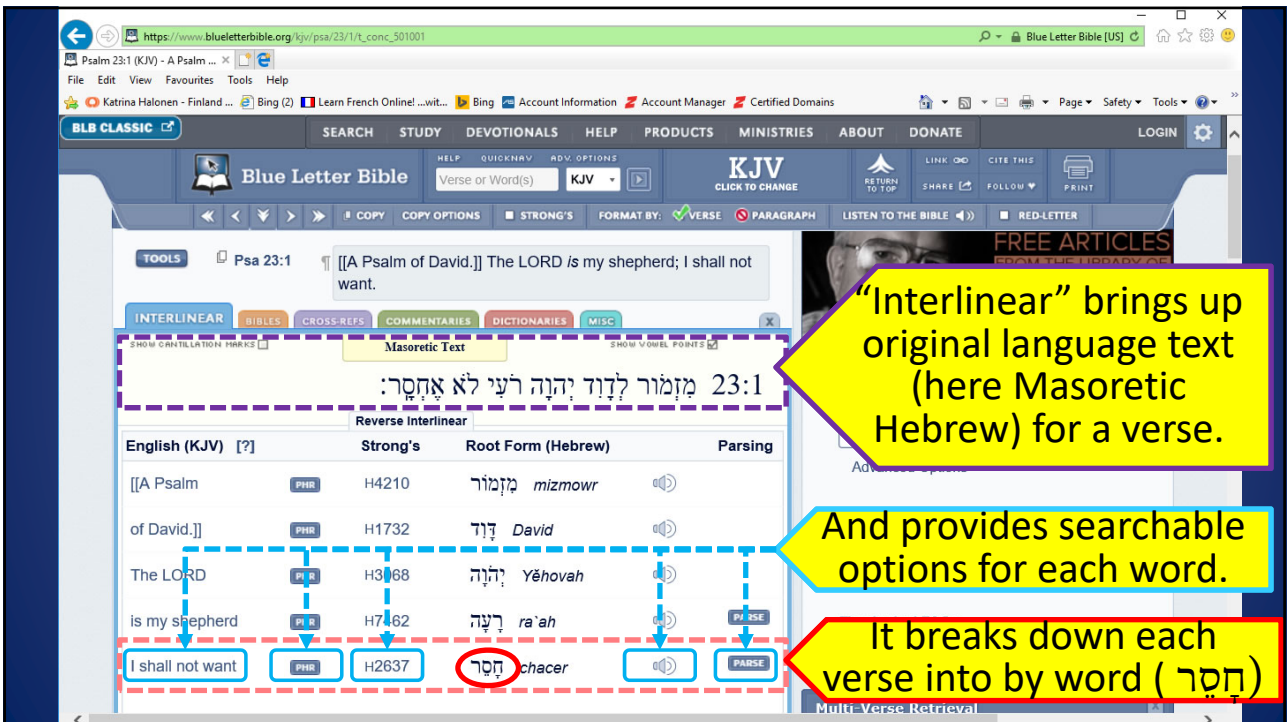 https://www.blueletterbible.org/kjv/psa/23/1/t_conc_501001
Blue Letter Bible [US]
Psalm 23:1 (KJV) - A Psalm ...
File Edit View Favourites Tools Help
Katrina Halonen - Finland ... Bing (2) Learn French Online! ...wit... Bing Account Information Account Manager Certified Domains Page Safety Tools
BLB CLASSIC SEARCH STUDY DEVOTIONALS HELP PRODUCTS MINISTRIES ABOUT DONATE LOGIN
HELP QUICKNAV ADV. OPTIONS
Blue Letter Bible Verse or Word(s) KJV
KJV
CLICK TO CHANGE
RETURN TO TOP LINK CITE THIS SHARE FOLLOW PRINT
COPY COPY OPTIONS STRONG'S FORMAT BY: VERSE PARAGRAPH LISTEN TO THE BIBLE RED-LETTER
TOOLS Psa 23:1 ¶ [[A Psalm of David.]] The LORD is my shepherd; I shall not
want.
FREE ARTICLES
FROM THE LIBRARY OF
INTERLINEAR BIBLES CROSS-REFS COMMENTARIES DICTIONARIES MISC X
SHOW CANTILLATION MARKS Masoretic Text SHOW VOWEL POINTS
23:1 מִזְמֹור לְדָוִד יְהוָה רֹעִי לֹא אֶחְסָֽר׃
Reverse Interlinear
English (KJV) [?] Strong's Root Form (Hebrew) Parsing
[[A Psalm PHR H4210 מִזְמוֹר mizmowr
of David.]] PHR H1732 דָּוִד David
The LORD PHR H3068 יְהֹוָה Yĕhovah
is my shepherd PHR H7462 רָעָה ra`ah PARSE
I shall not want PHR H2637 חָסֵר chacer PARSE
"Interlinear" brings up
original language text
(here Masoretic
Hebrew) for a verse.
Advanced Options
And provides searchable
options for each word.
It breaks down each
verse into by word ( חָסֵר)
Multi-Verse Retrieval